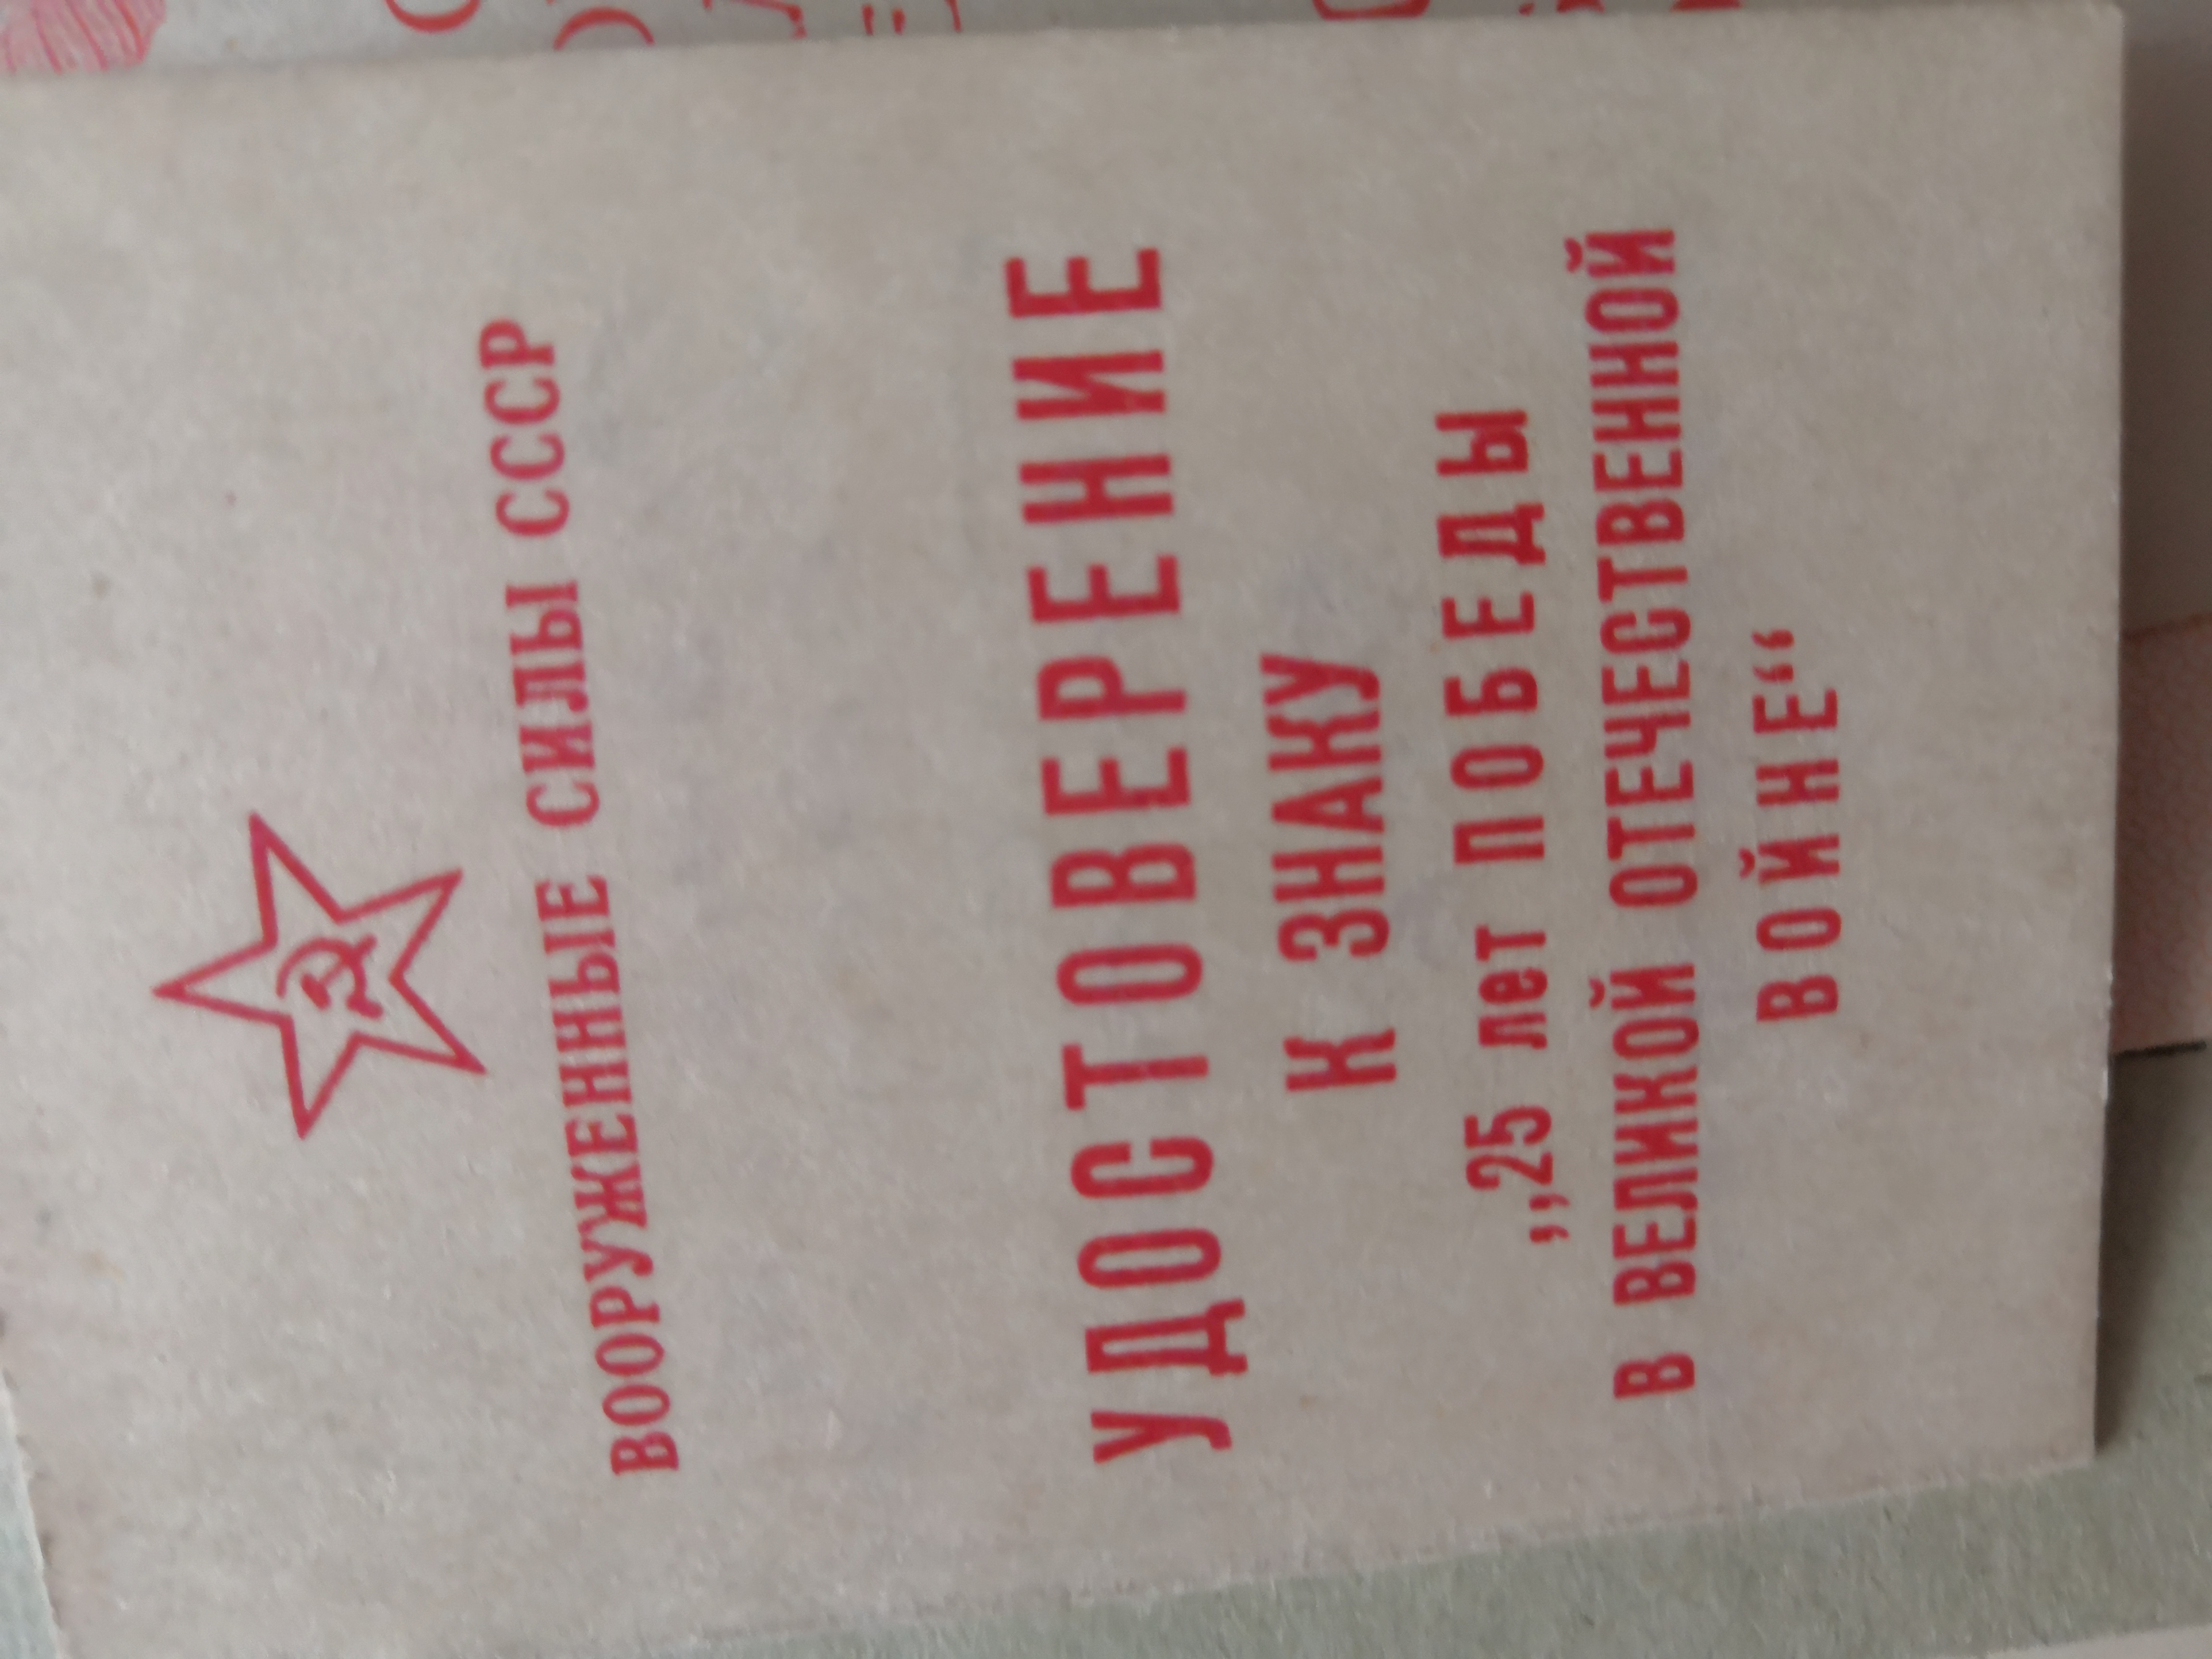 ВООРУЖЕННЫЕ СИЛЫ СССР
УДОСТОВЕРЕНИЕ
К ЗНАКУ
„25 лет ПОБЕДЫ
В ВЕЛИКОЙ ОТЕЧЕСТВЕННОЙ
ВОЙНЕ“